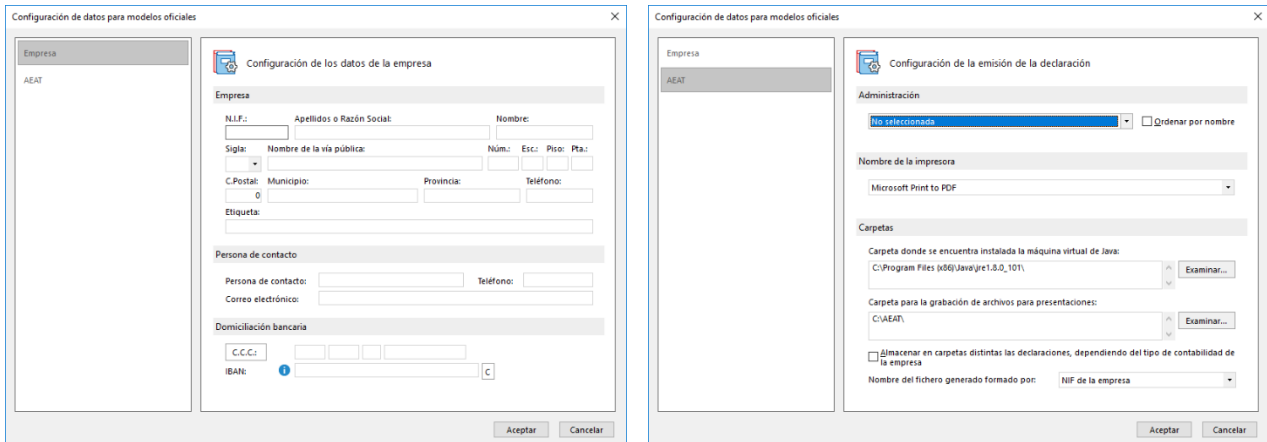 Configuración de datos para modelos oficiales
Empresa
AEAT
Configuración de los datos de la empresa
Empresa
N.I.F.: Apellidos o Razón Social: Nombre:
Sigla: Nombre de la vía pública: Núm.: Esc.: Piso: Pta.:
C.Postal: Municipio: Provincia: Teléfono:
0
Etiqueta:
Persona de contacto
Persona de contacto: Teléfono:
Correo electrónico:
Domiciliación bancaria
C.C.C.:
IBAN: C
Aceptar Cancelar
Configuración de datos para modelos oficiales
Empresa
AEAT
Configuración de la emisión de la declaración
Administración
No seleccionada Ordenar por nombre
Nombre de la impresora
Microsoft Print to PDF
Carpetas
Carpeta donde se encuentra instalada la máquina virtual de Java:
C:\Program Files (x86)\Java\jre1.8.0_101\ Examinar...
Carpeta para la grabación de archivos para presentaciones:
C:\AEAT\ Examinar...
Almacenar en carpetas distintas las declaraciones, dependiendo del tipo de contabilidad de
la empresa
Nombre del fichero generado formado por: NIF de la empresa
Aceptar Cancelar